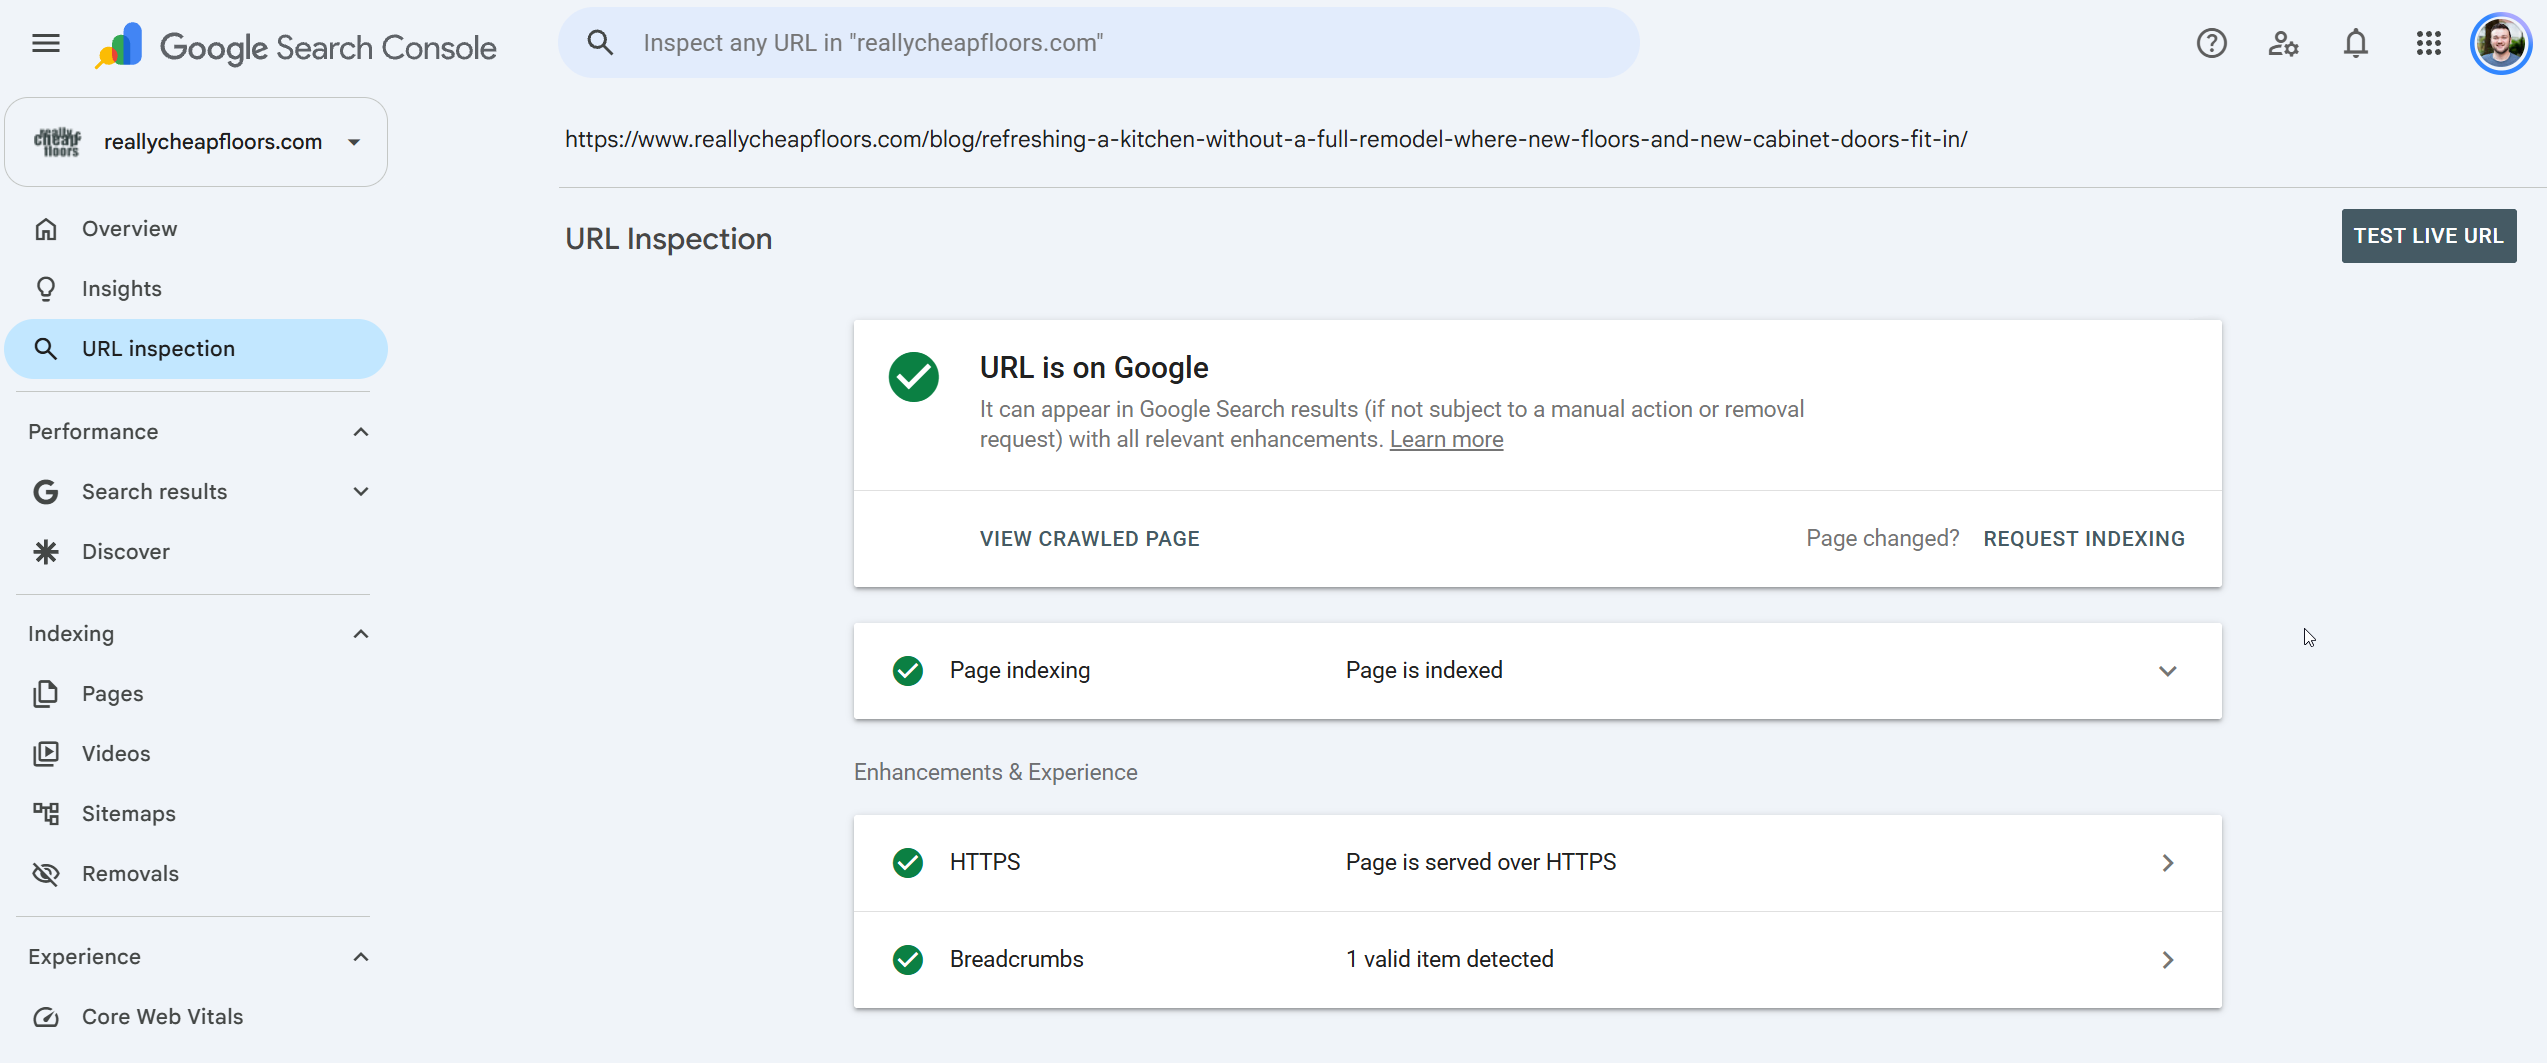 Google Search Console
Inspect any URL in "reallycheapfloors.com"
really
cheap
floors
reallycheapfloors.com
https://www.reallycheapfloors.com/blog/refreshing-a-kitchen-without-a-full-remodel-where-new-floors-and-new-cabinet-doors-fit-in/
Overview
Insights
URL inspection
Performance
Search results
Discover
Indexing
Pages
Videos
Sitemaps
Removals
Experience
Core Web Vitals
URL Inspection
TEST LIVE URL
URL is on Google
It can appear in Google Search results (if not subject to a manual action or removal
request) with all relevant enhancements. Learn more
VIEW CRAWLED PAGE
Page changed? REQUEST INDEXING
Page indexing Page is indexed
Enhancements & Experience
HTTPS Page is served over HTTPS
Breadcrumbs 1 valid item detected